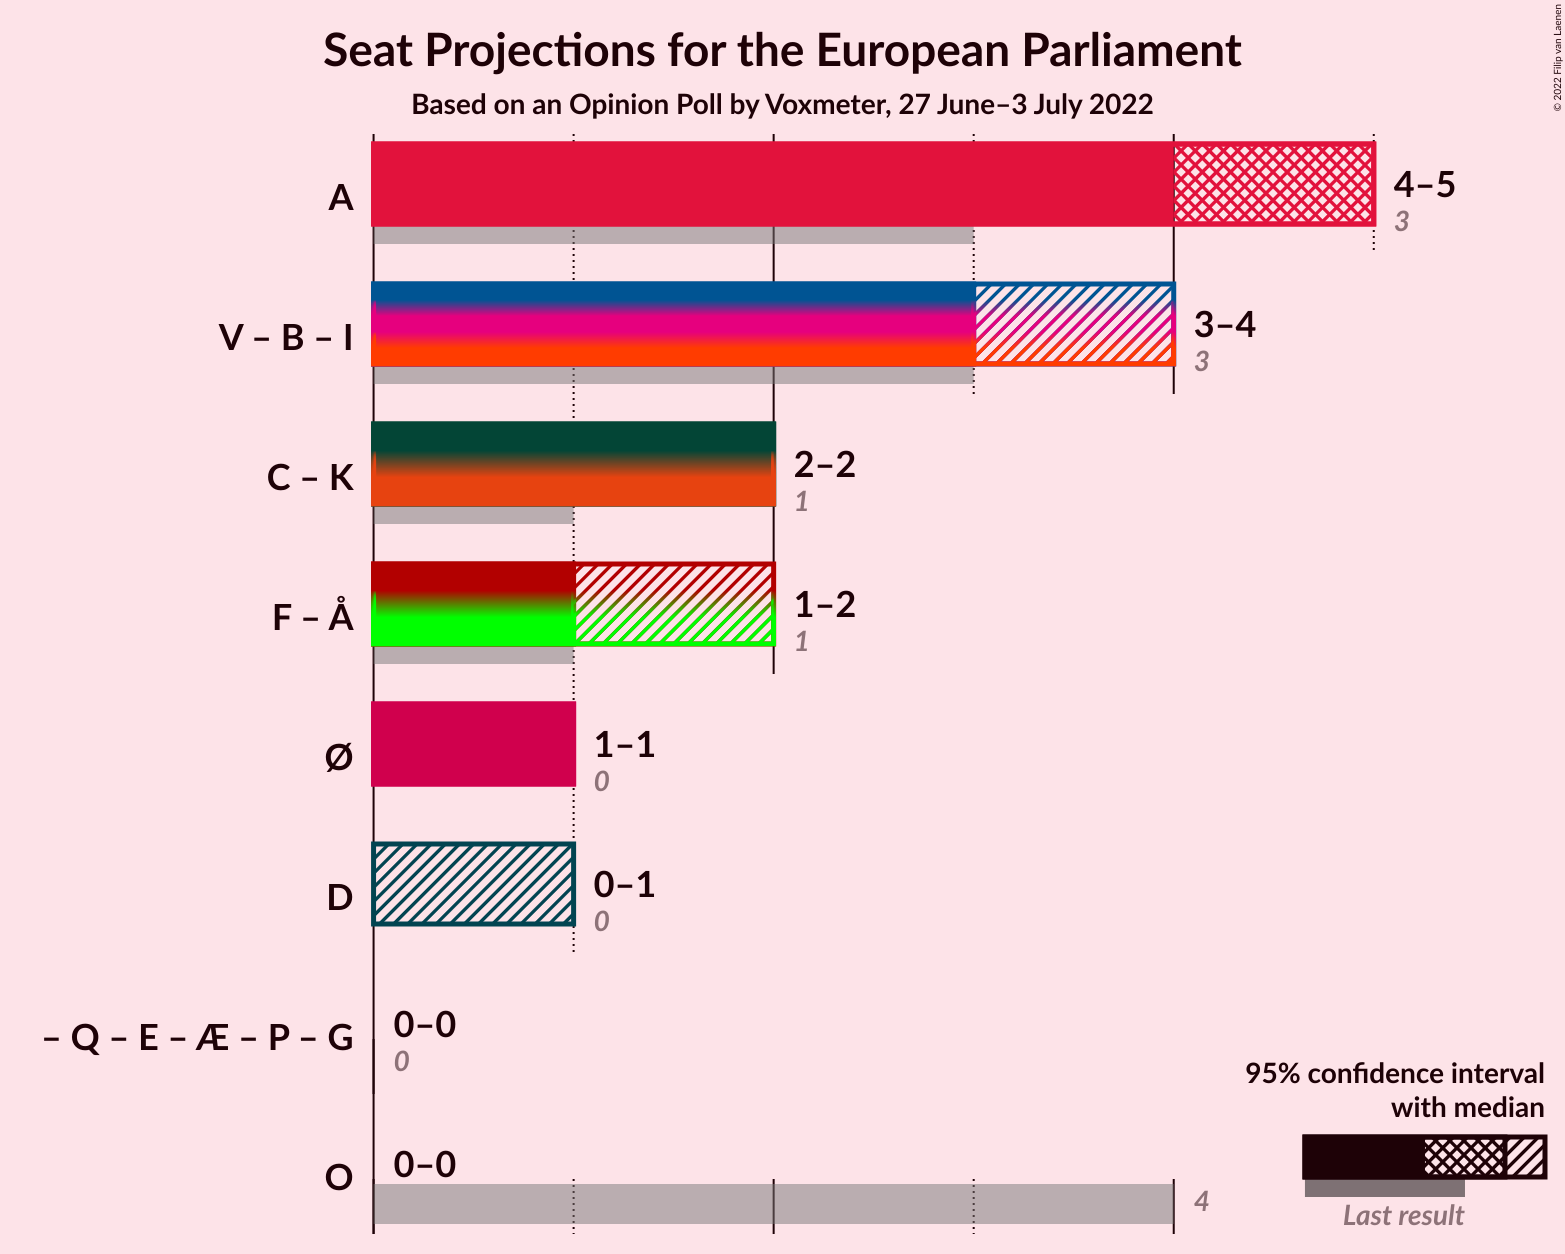 Seat Projections for the European Parliament
Based on an Opinion Poll by Voxmeter, 27 June–3 July 2022
© 2022 Filip van Laenen
A
4–5
3
V – B – I
3–4
3
C – K
2–2
1
F – Å
1–2
1
Ø
1–1
0
D
0–1
0
– Q – E – Æ – P – G
0–0
0
O
0–0
4
95% confidence interval
with median
Last result